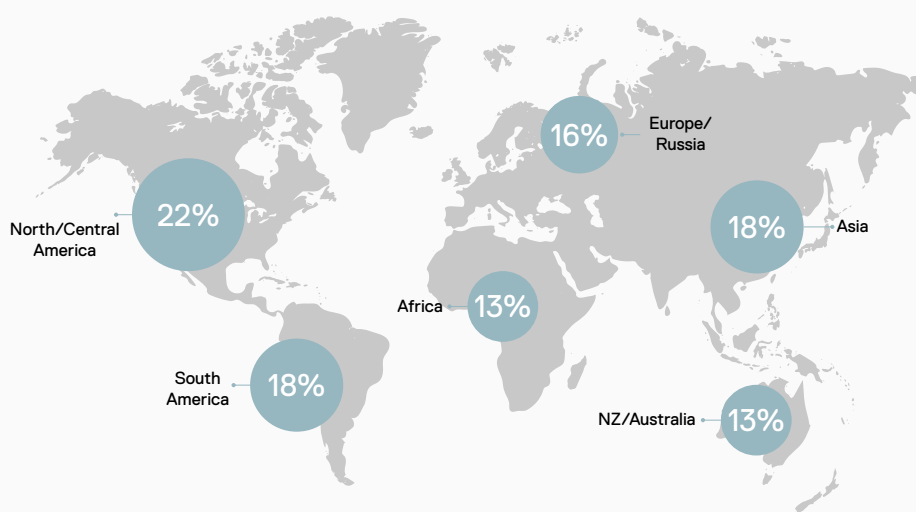 16%
Europe/
Russia
22%
North/Central
America
18%
Asia
Africa
13%
South
America
18%
NZ/Australia
13%